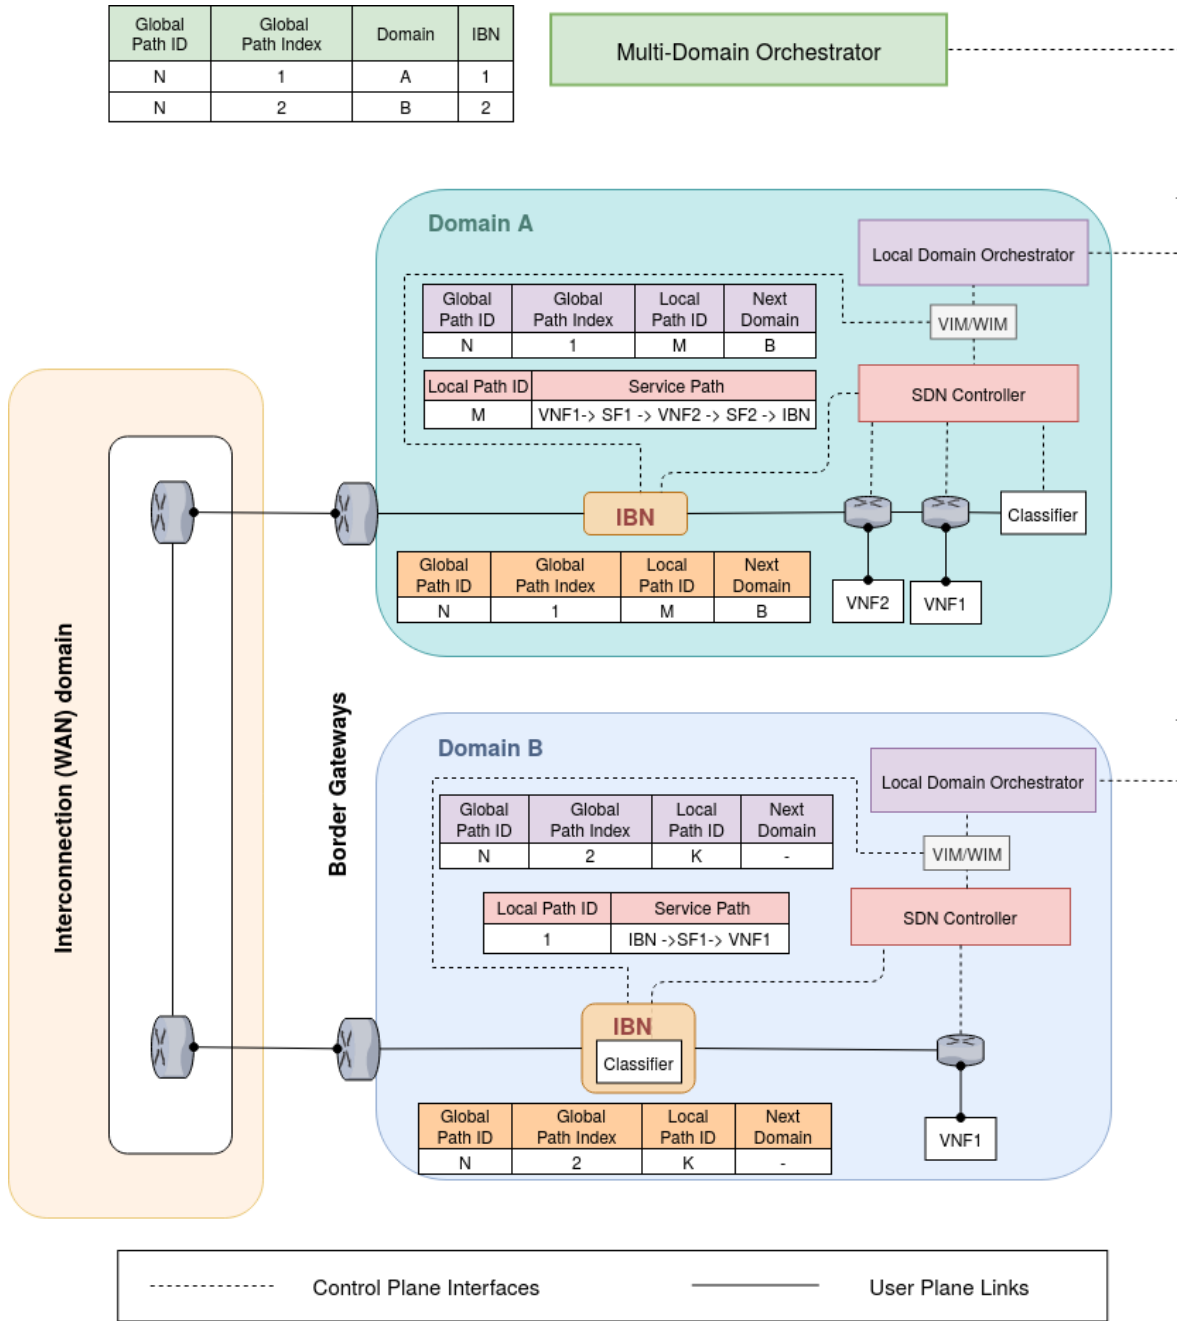 Global Path ID | Global Path Index | Domain | IBN
N | 1 | A | 1
N | 2 | B | 2
Multi-Domain Orchestrator
Domain A
Local Domain Orchestrator
VIM/WIM
SDN Controller
Global Path ID | Global Path Index | Local Path ID | Next Domain
N | 1 | M | B
Local Path ID | Service Path
M | VNF1-> SF1 -> VNF2 -> SF2 -> IBN
IBN
Classifier
VNF2
VNF1
Global Path ID | Global Path Index | Local Path ID | Next Domain
N | 1 | M | B
Interconnection (WAN) domain
Border Gateways
Domain B
Local Domain Orchestrator
VIM/WIM
SDN Controller
Global Path ID | Global Path Index | Local Path ID | Next Domain
N | 2 | K | -
Local Path ID | Service Path
1 | IBN ->SF1-> VNF1
IBN
Classifier
VNF1
Global Path ID | Global Path Index | Local Path ID | Next Domain
N | 2 | K | -
Control Plane Interfaces
User Plane Links